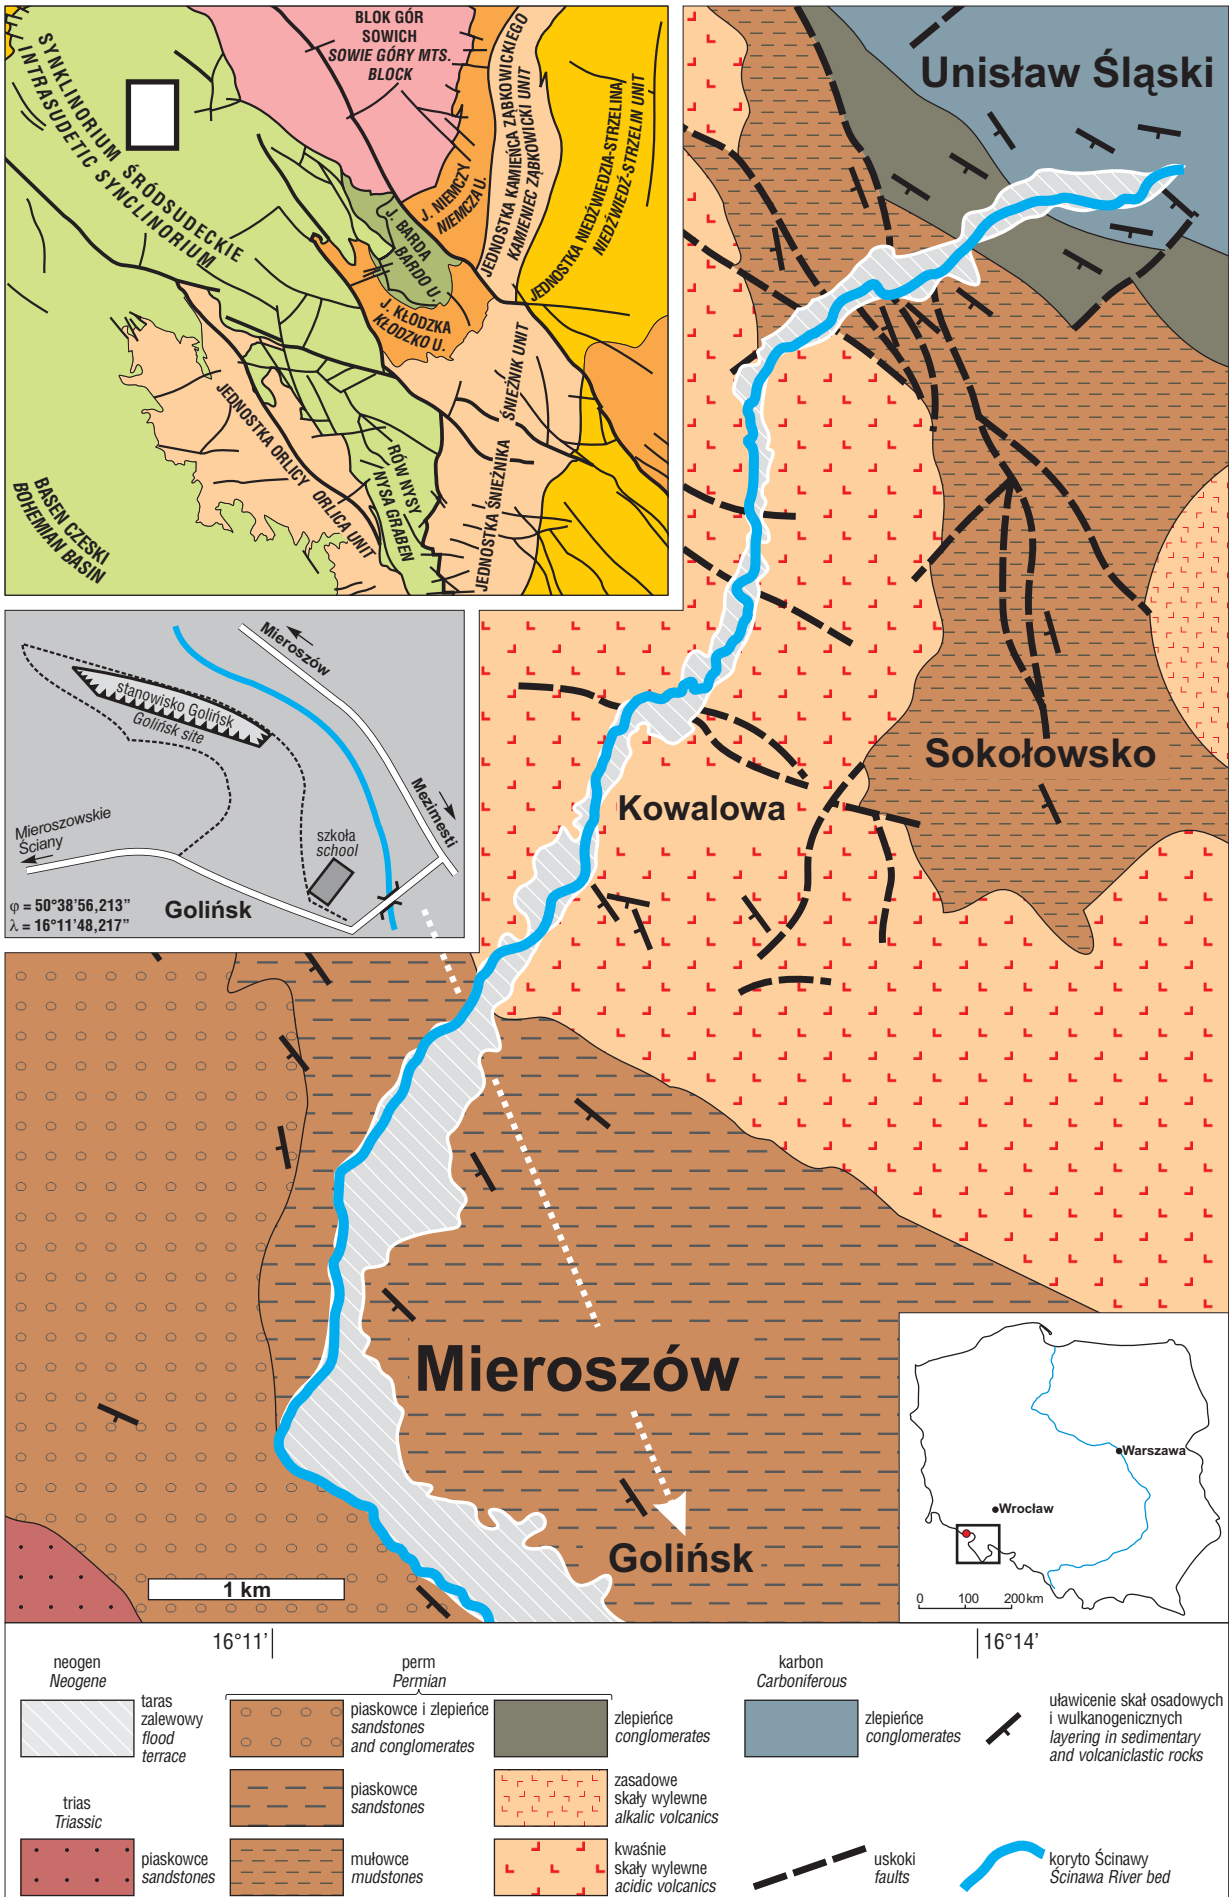 BLOK GÓR
SOWICH
SOWIE GÓRY MTS.
BLOCK
SYNKLINORIUM ŚRÓDSUDECKIE
INTRASUDETIC SYNCLINORIUM
J. NIEMCZY
NIEMCZA U.
JEDNOSTKA KAMIEŃCA ZĄBKOWICKIEGO
KAMIENIEC ZĄBKOWICKI UNIT
JEDNOSTKA NIEDŹWIEDZIA-STRZELINA
NIEDŹWIEDŹ-STRZELIN UNIT
J. BARDA
BARDO U.
J. KŁODZKA
KŁODZKO U.
JEDNOSTKA ORLICY
ORLICA UNIT
RÓW NYSY
NYSA GRABEN
JEDNOSTKA ŚNIEŻNIKA
ŚNIEŻNIK UNIT
BASEN CZESKI
BOHEMIAN BASIN
Unisław Śląski
Mieroszów
stanowisko Golińsk
Golińsk site
Mezimesti
Mieroszowskie
Ściany
szkoła
school
φ = 50°38'56,213"
λ = 16°11'48,217"
Golińsk
Sokołowsko
Kowalowa
Mieroszów
Golińsk
1 km
Warszawa
Wrocław
0 100 200 km
16°11' 16°14'
neogen
Neogene
taras
zalewowy
flood
terrace
trias
Triassic
piaskowce
sandstones
perm
Permian
piaskowce i zlepieńce
sandstones
and conglomerates
piaskowce
sandstones
mułowce
mudstones
zlepieńce
conglomerates
zasadowe
skały wylewne
alkalic volcanics
kwaśnie
skały wylewne
acidic volcanics
karbon
Carboniferous
zlepieńce
conglomerates
uskoki
faults
uławicenie skał osadowych
i wulkanogenicznych
layering in sedimentary
and volcaniclastic rocks
koryto Ścinawy
Ścinawa River bed